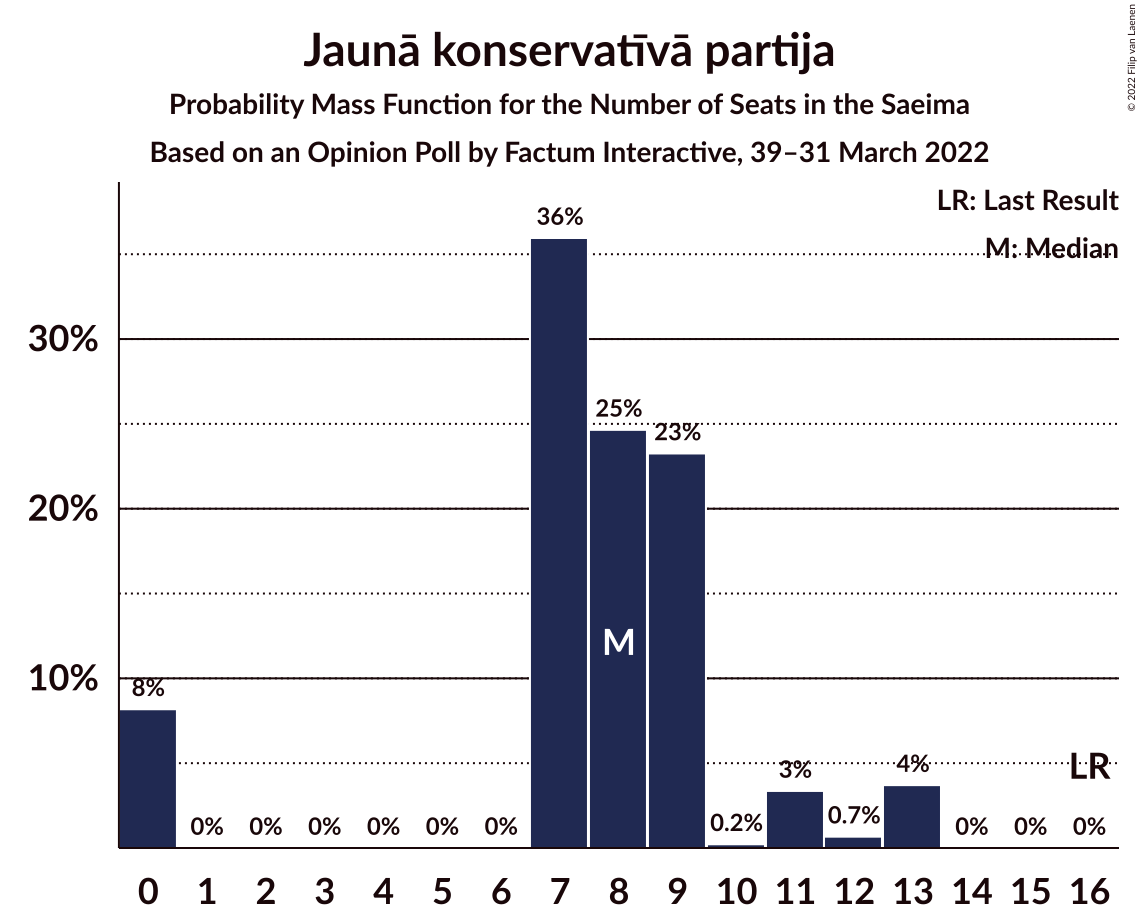 Jaunā konservatīvā partija
Probability Mass Function for the Number of Seats in the Saeima
Based on an Opinion Poll by Factum Interactive, 39–31 March 2022
© 2022 Filip van Laenen
LR: Last Result
M: Median
30%
20%
10%
8%
0%
0%
0%
0%
0%
0%
36%
25%
23%
0.2%
3%
0.7%
4%
0%
0%
0%
M
LR
0 1 2 3 4 5 6 7 8 9 10 11 12 13 14 15 16